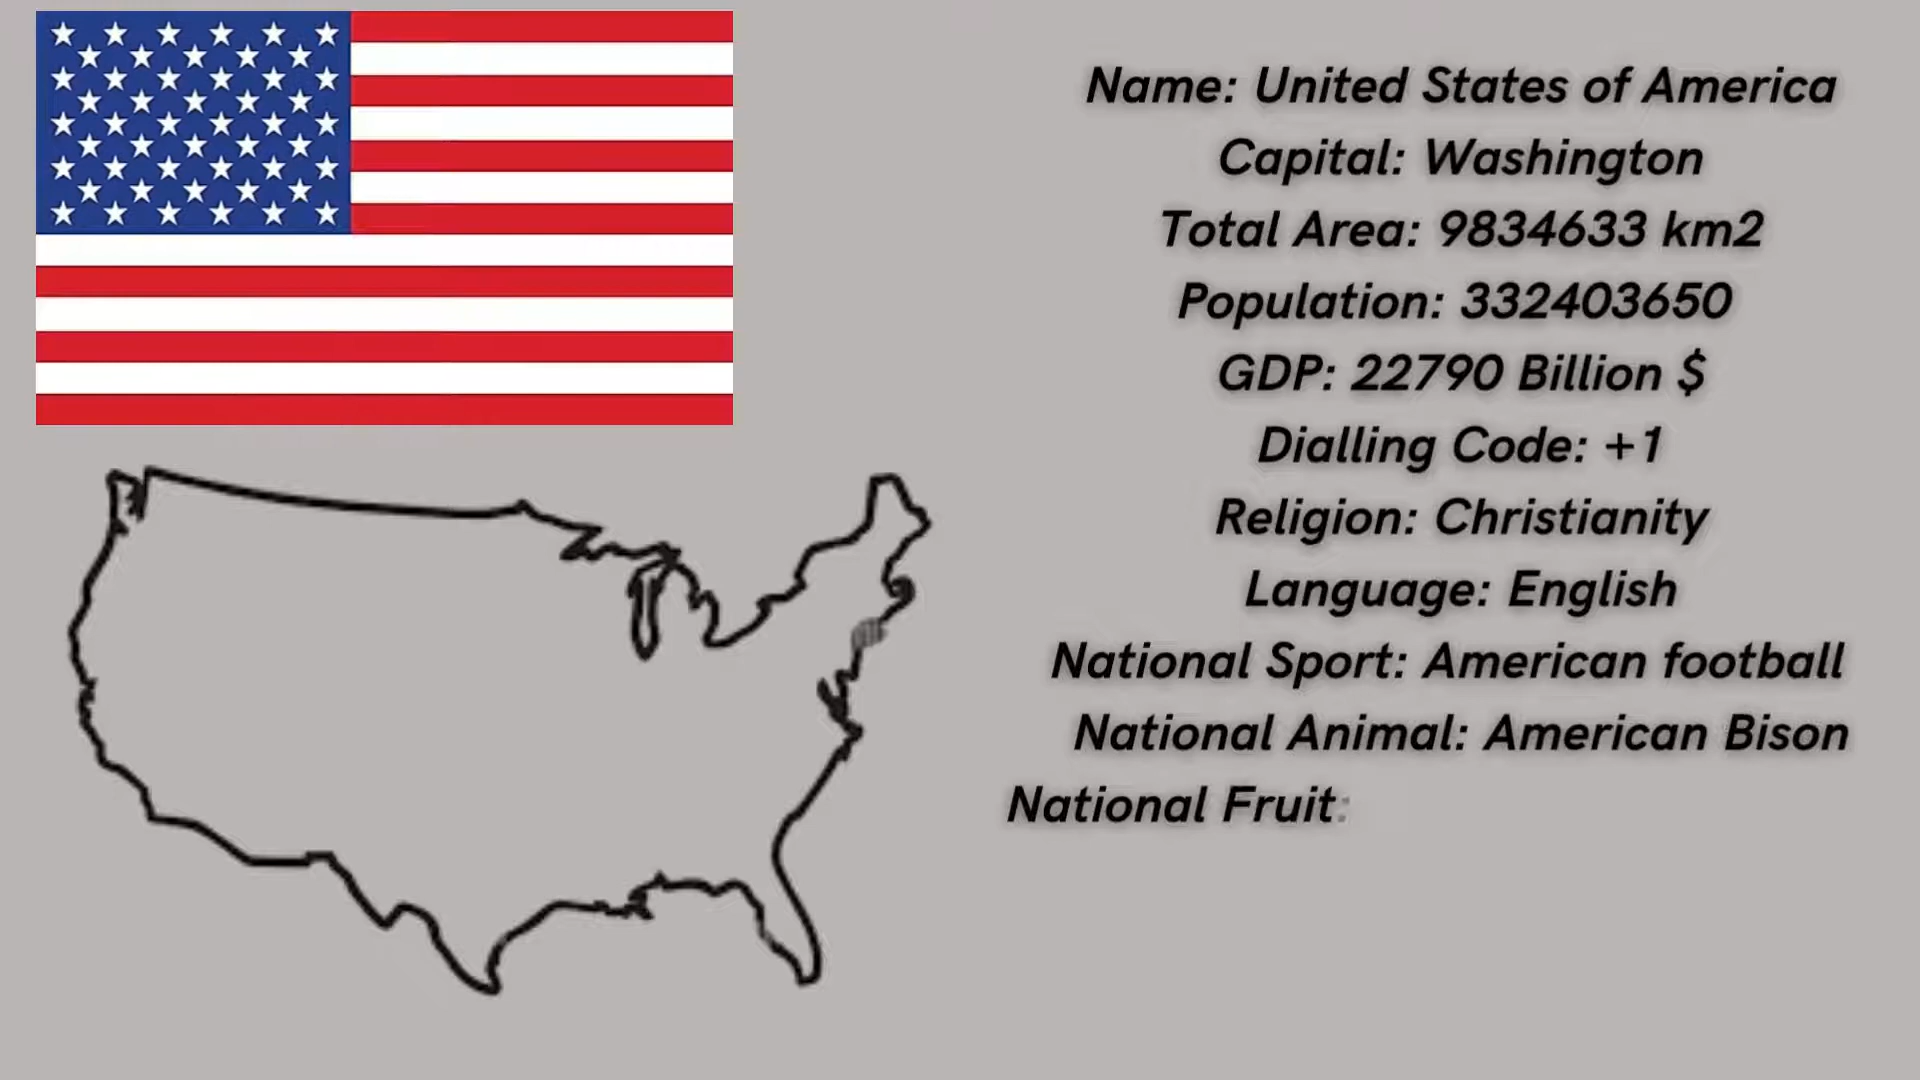 Name: United States of America
Capital: Washington
Total Area: 9834633 km2
Population: 332403650
GDP: 22790 Billion $
Dialling Code: +1
Religion: Christianity
Language: English
National Sport: American football
National Animal: American Bison
National Fruit: